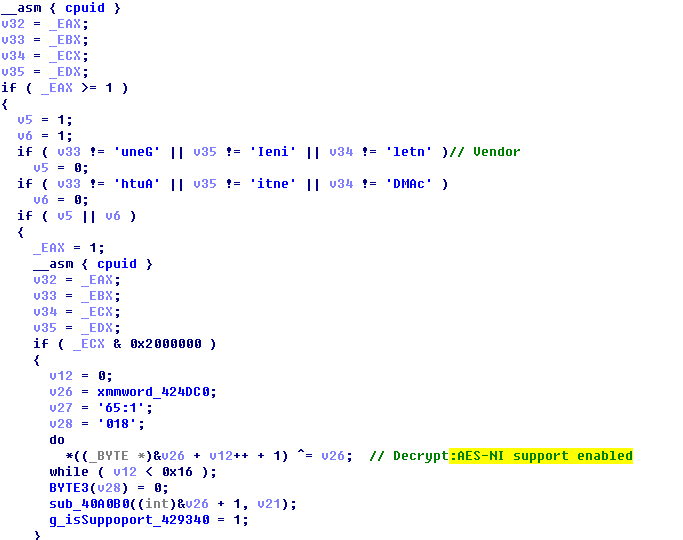 __asm { cpuid }
v32 = _EAX;
v33 = _EBX;
v34 = _ECX;
v35 = _EDX;
if ( _EAX >= 1 )
{
  v5 = 1;
  v6 = 1;
  if ( v33 != 'uneG' || v35 != 'Ieni' || v34 != 'letn' )// Vendor
    v5 = 0;
  if ( v33 != 'htuA' || v35 != 'itne' || v34 != 'DMAc' )
    v6 = 0;
  if ( v5 || v6 )
  {
    _EAX = 1;
    __asm { cpuid }
    v32 = _EAX;
    v33 = _EBX;
    v34 = _ECX;
    v35 = _EDX;
    if ( _ECX & 0x2000000 )
    {
      v12 = 0;
      v26 = xmmword_424DC0;
      v27 = '65:1';
      v28 = '018';
      do
        *((_BYTE *)&v26 + v12++ + 1) ^= v26;  // Decrypt:AES-NI support enabled
      while ( v12 < 0x16 );
      BYTE3(v28) = 0;
      sub_40A0B0((int)&v26 + 1, v21);
      g_isSuppoport_429340 = 1;
    }